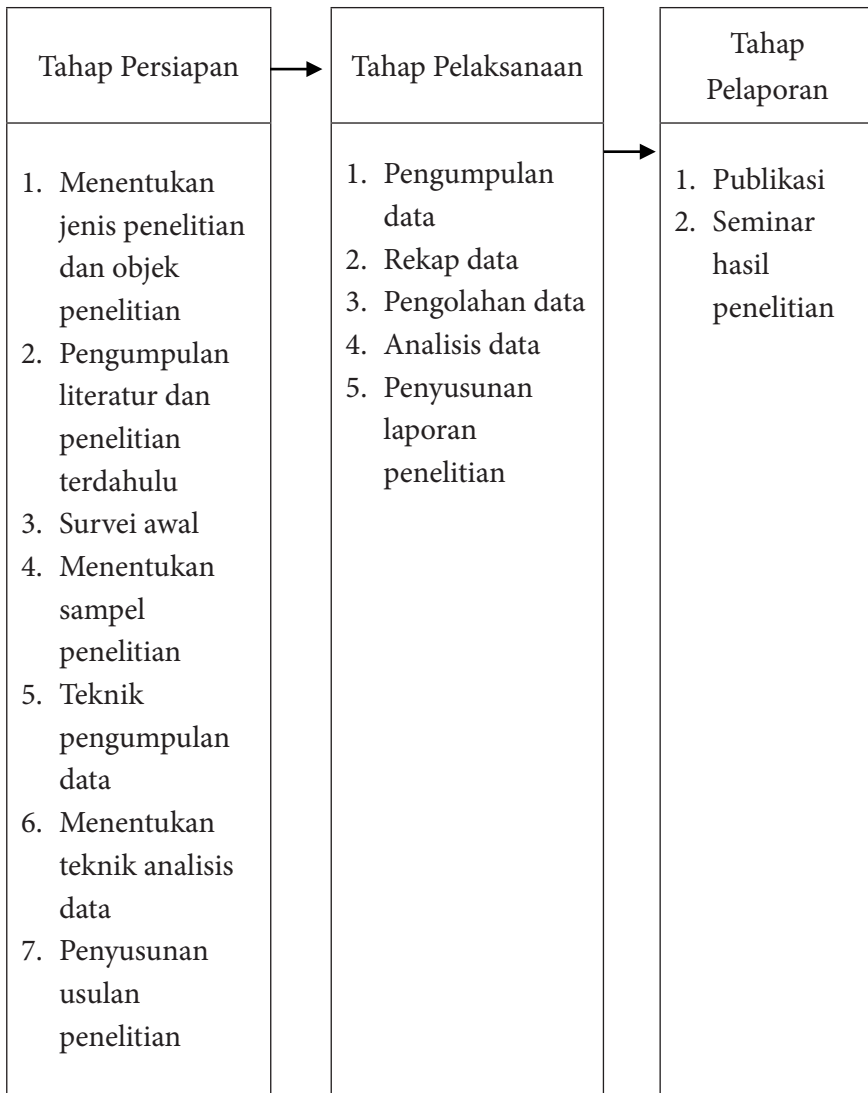 Tahap Persiapan
1. Menentukan
jenis penelitian
dan objek
penelitian
2. Pengumpulan
literatur dan
penelitian
terdahulu
3. Survei awal
4. Menentukan
sampel
penelitian
5. Teknik
pengumpulan
data
6. Menentukan
teknik analisis
data
7. Penyusunan
usulan
penelitian
Tahap Pelaksanaan
1. Pengumpulan
data
2. Rekap data
3. Pengolahan data
4. Analisis data
5. Penyusunan
laporan
penelitian
Tahap
Pelaporan
1. Publikasi
2. Seminar
hasil
penelitian